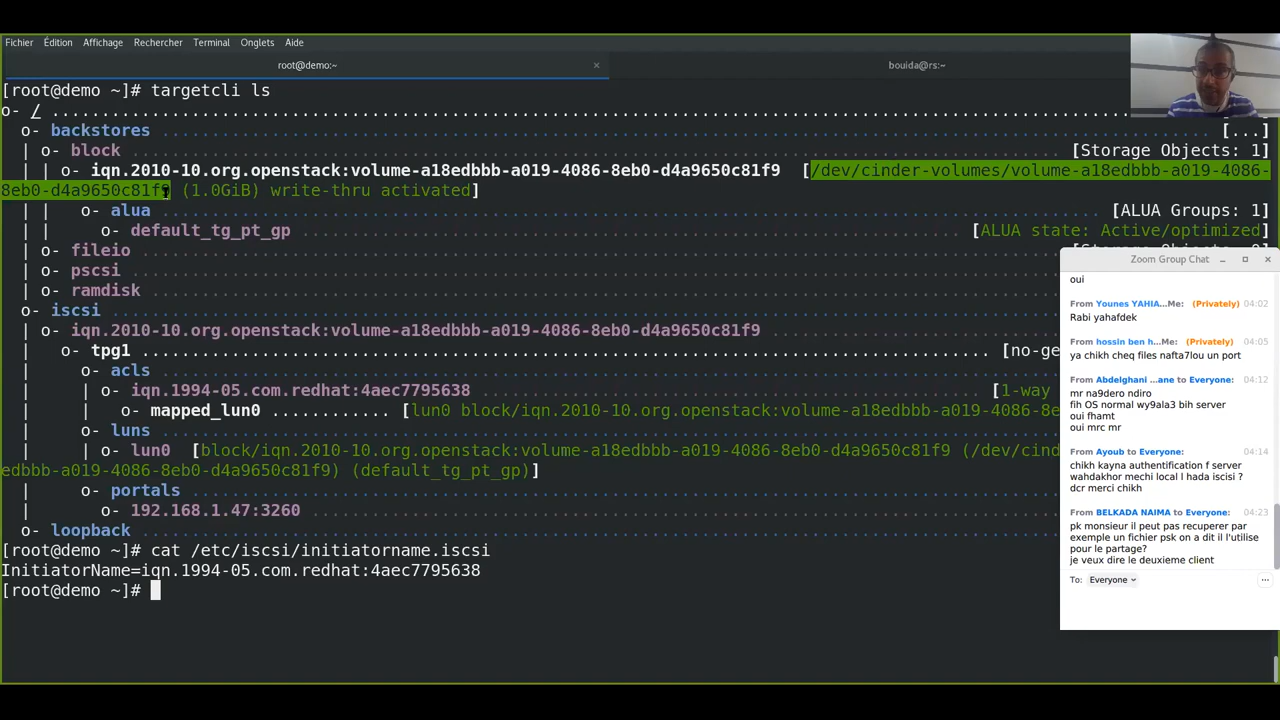 Fichier Édition Affichage Rechercher Terminal Onglets Aide
root@demo:~ × bouida@rs:~
[root@demo ~]# targetcli ls
o- / ...
o- backstores ... [...]
| o- block ... [Storage Objects: 1]
| | o- iqn.2010-10.org.openstack:volume-a18edbbb-a019-4086-8eb0-d4a9650c81f9 [/dev/cinder-volumes/volume-a18edbbb-a019-4086-
8eb0-d4a9650c81f9 (1.0GiB) write-thru activated]
| | o- alua ... [ALUA Groups: 1]
| | o- default_tg_pt_gp ... [ALUA state: Active/optimized]
| o- fileio ... [Storage Objects: 0]
| o- pscsi ...
| o- ramdisk ...
o- iscsi ...
| o- iqn.2010-10.org.openstack:volume-a18edbbb-a019-4086-8eb0-d4a9650c81f9 ...
| o- tpg1 ... [no-ge
| o- acls ...
| | o- iqn.1994-05.com.redhat:4aec7795638 ... [1-way
| | o- mapped_lun0 ............ [lun0 block/iqn.2010-10.org.openstack:volume-a18edbbb-a019-4086-8e
| o- luns ...
| | o- lun0 [block/iqn.2010-10.org.openstack:volume-a18edbbb-a019-4086-8eb0-d4a9650c81f9 (/dev/cind
edbbb-a019-4086-8eb0-d4a9650c81f9) (default_tg_pt_gp)]
| o- portals ...
| o- 192.168.1.47:3260 ...
o- loopback ...
[root@demo ~]# cat /etc/iscsi/initiatorname.iscsi
InitiatorName=iqn.1994-05.com.redhat:4aec7795638
[root@demo ~]#
Zoom Group Chat
oui
From Younes YAHIA...Me: (Privately) 04:02
Rabi yahafdek
From hossin ben h...Me: (Privately) 04:05
ya chikh cheq files nafta7lou un port
From Abdelghani ...ane to Everyone: 04:12
mr na9dero ndiro
fih OS normal wy9ala3 bih server
oui fhamt
oui mrc mr
From Ayoub to Everyone: 04:14
chikh kayna authentification f server
wahdakhor mechi local l hada iscisi ?
dcr merci chikh
From BELKADA NAIMA to Everyone: 04:23
pk monsieur il peut pas recuperer par
exemple un fichier psk on a dit il l'utilise
pour le partage?
je veux dire le deuxieme client
To: Everyone